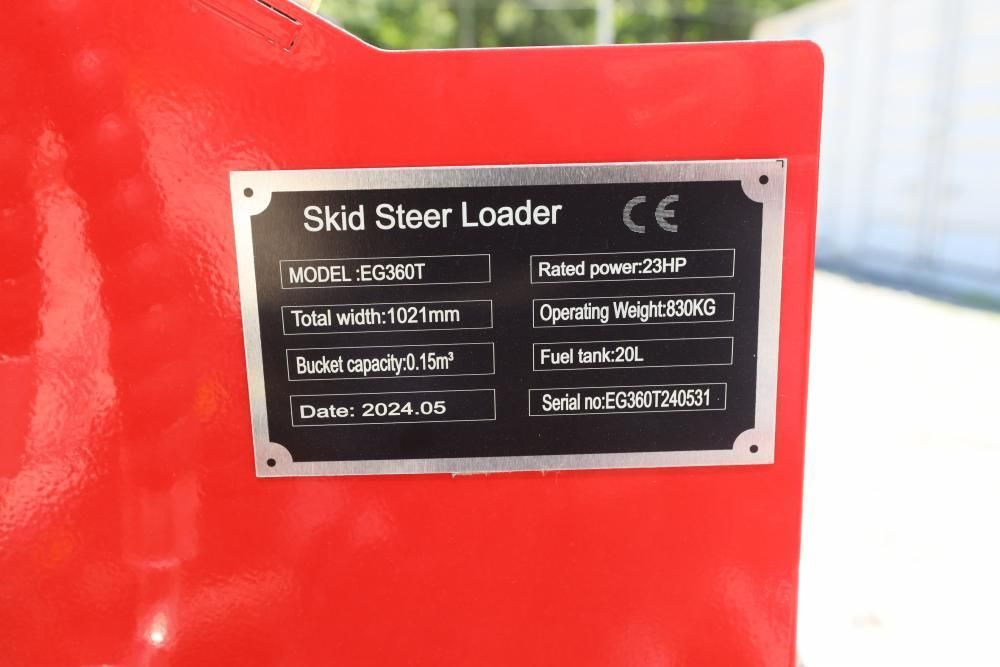 Skid Steer Loader CE
MODEL :EG360T
Rated power:23HP
Total width:1021mm
Operating Weight:830KG
Bucket capacity:0.15m³
Fuel tank:20L
Date: 2024.05
Serial no:EG360T240531